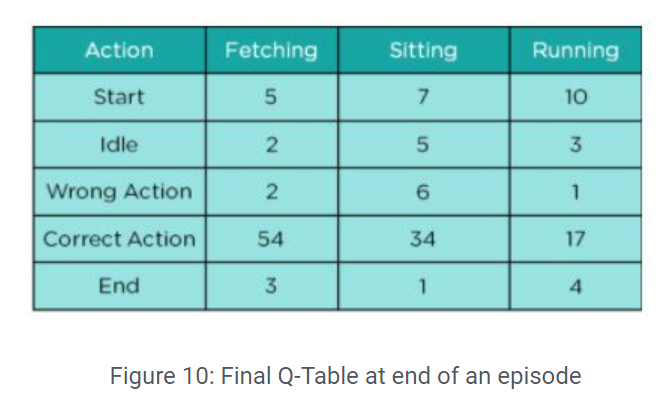 Action Fetching Sitting Running
Start 5 7 10
Idle 2 5 3
Wrong Action 2 6 1
Correct Action 54 34 17
End 3 1 4
Figure 10: Final Q-Table at end of an episode